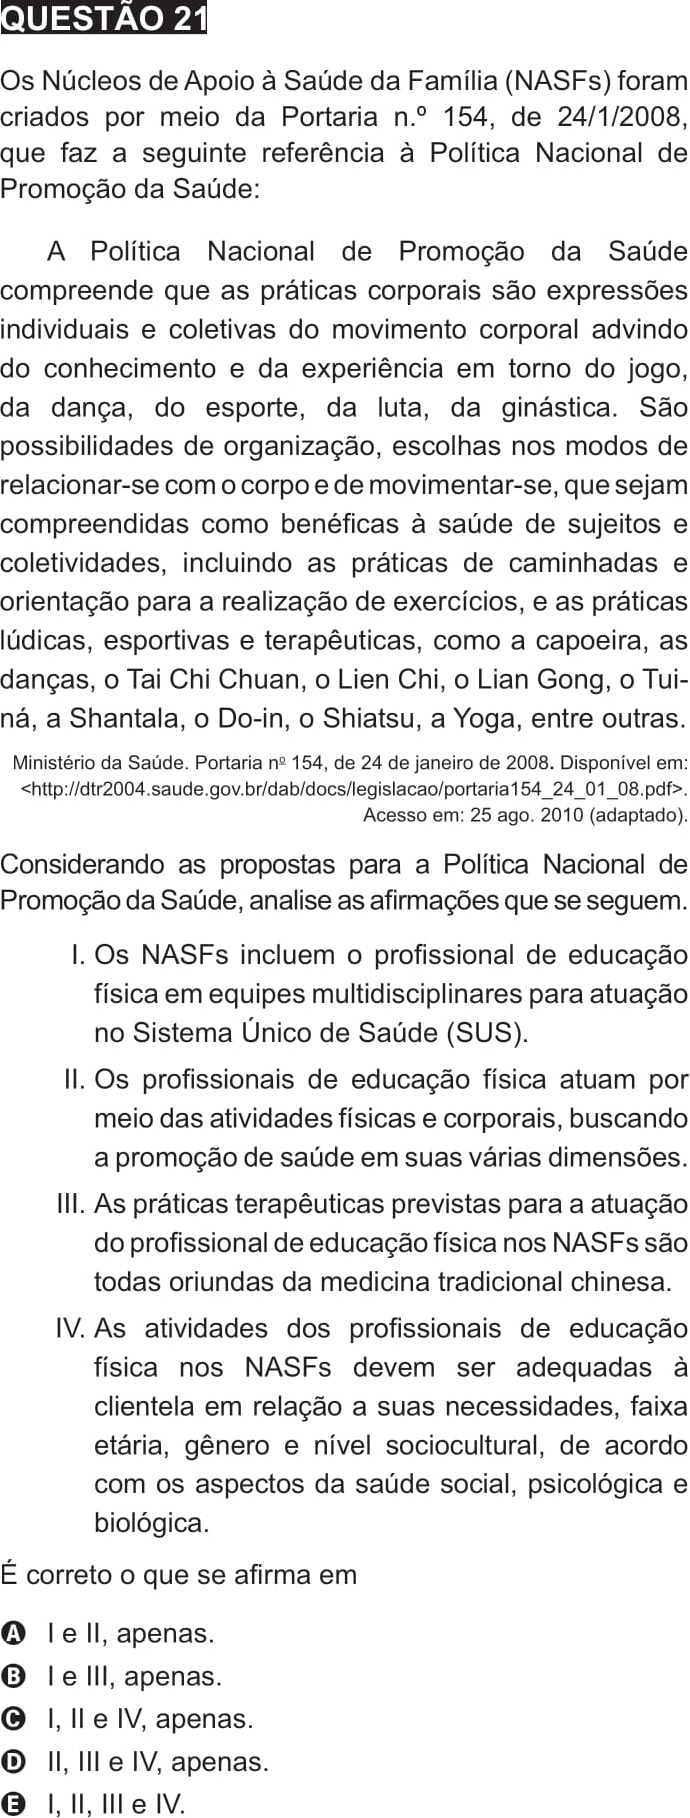 QUESTÃO 21
Os Núcleos de Apoio à Saúde da Família (NASFs) foram
criados por meio da Portaria n.º 154, de 24/1/2008,
que faz a seguinte referência à Política Nacional de
Promoção da Saúde:
A Política Nacional de Promoção da Saúde
compreende que as práticas corporais são expressões
individuais e coletivas do movimento corporal advindo
do conhecimento e da experiência em torno do jogo,
da dança, do esporte, da luta, da ginástica. São
possibilidades de organização, escolhas nos modos de
relacionar-se com o corpo e de movimentar-se, que sejam
compreendidas como benéficas à saúde de sujeitos e
coletividades, incluindo as práticas de caminhadas e
orientação para a realização de exercícios, e as práticas
lúdicas, esportivas e terapêuticas, como a capoeira, as
danças, o Tai Chi Chuan, o Lien Chi, o Lian Gong, o Tui-
ná, a Shantala, o Do-in, o Shiatsu, a Yoga, entre outras.
Ministério da Saúde. Portaria nº 154, de 24 de janeiro de 2008. Disponível em:
<http://dtr2004.saude.gov.br/dab/docs/legislacao/portaria154_24_01_08.pdf>.
Acesso em: 25 ago. 2010 (adaptado).
Considerando as propostas para a Política Nacional de
Promoção da Saúde, analise as afirmações que se seguem.
I. Os NASFs incluem o profissional de educação
física em equipes multidisciplinares para atuação
no Sistema Único de Saúde (SUS).
II. Os profissionais de educação física atuam por
meio das atividades físicas e corporais, buscando
a promoção de saúde em suas várias dimensões.
III. As práticas terapêuticas previstas para a atuação
do profissional de educação física nos NASFs são
todas oriundas da medicina tradicional chinesa.
IV. As atividades dos profissionais de educação
física nos NASFs devem ser adequadas à
clientela em relação a suas necessidades, faixa
etária, gênero e nível sociocultural, de acordo
com os aspectos da saúde social, psicológica e
biológica.
É correto o que se afirma em
A I e II, apenas.
B I e III, apenas.
C I, II e IV, apenas.
D II, III e IV, apenas.
E I, II, III e IV.